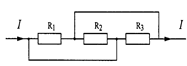 I R₁ R₂ R₃ I